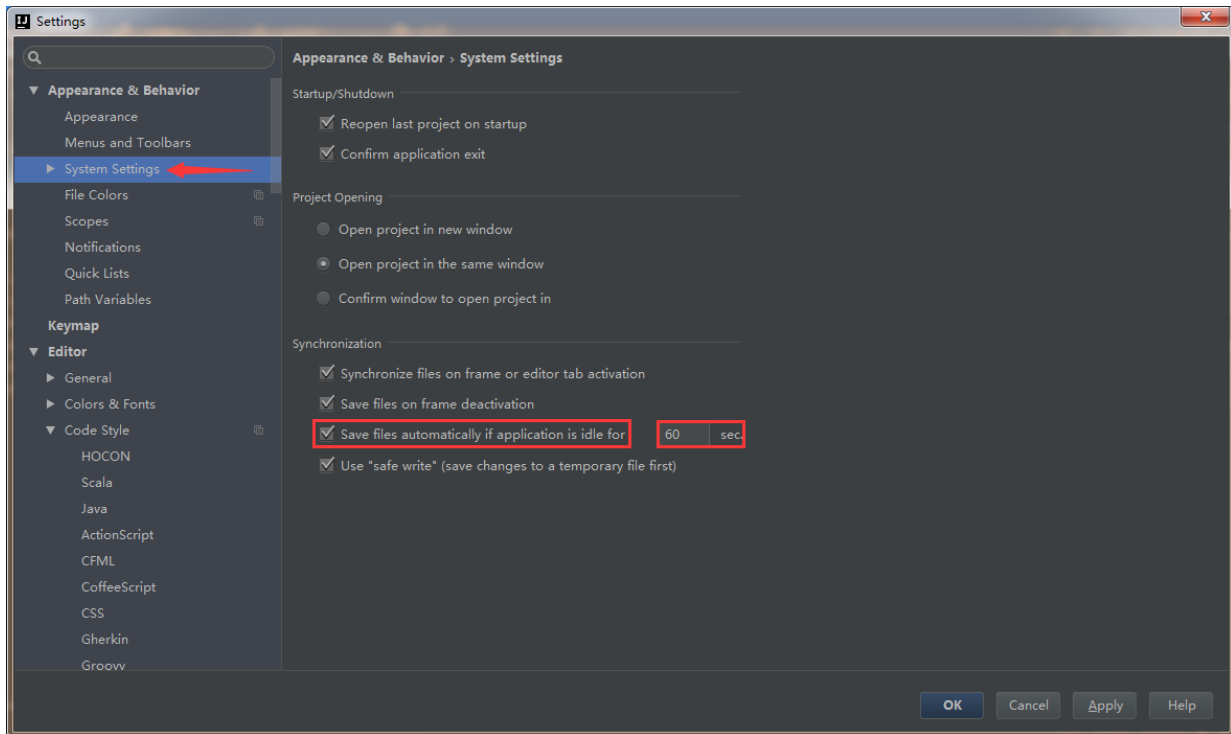 Settings
Appearance & Behavior
Appearance
Menus and Toolbars
System Settings
File Colors
Scopes
Notifications
Quick Lists
Path Variables
Keymap
Editor
General
Colors & Fonts
Code Style
HOCON
Scala
Java
ActionScript
CFML
CoffeeScript
CSS
Gherkin
Groovy
Appearance & Behavior › System Settings
Startup/Shutdown
Reopen last project on startup
Confirm application exit
Project Opening
Open project in new window
Open project in the same window
Confirm window to open project in
Synchronization
Synchronize files on frame or editor tab activation
Save files on frame deactivation
Save files automatically if application is idle for 60 sec.
Use "safe write" (save changes to a temporary file first)
OK Cancel Apply Help